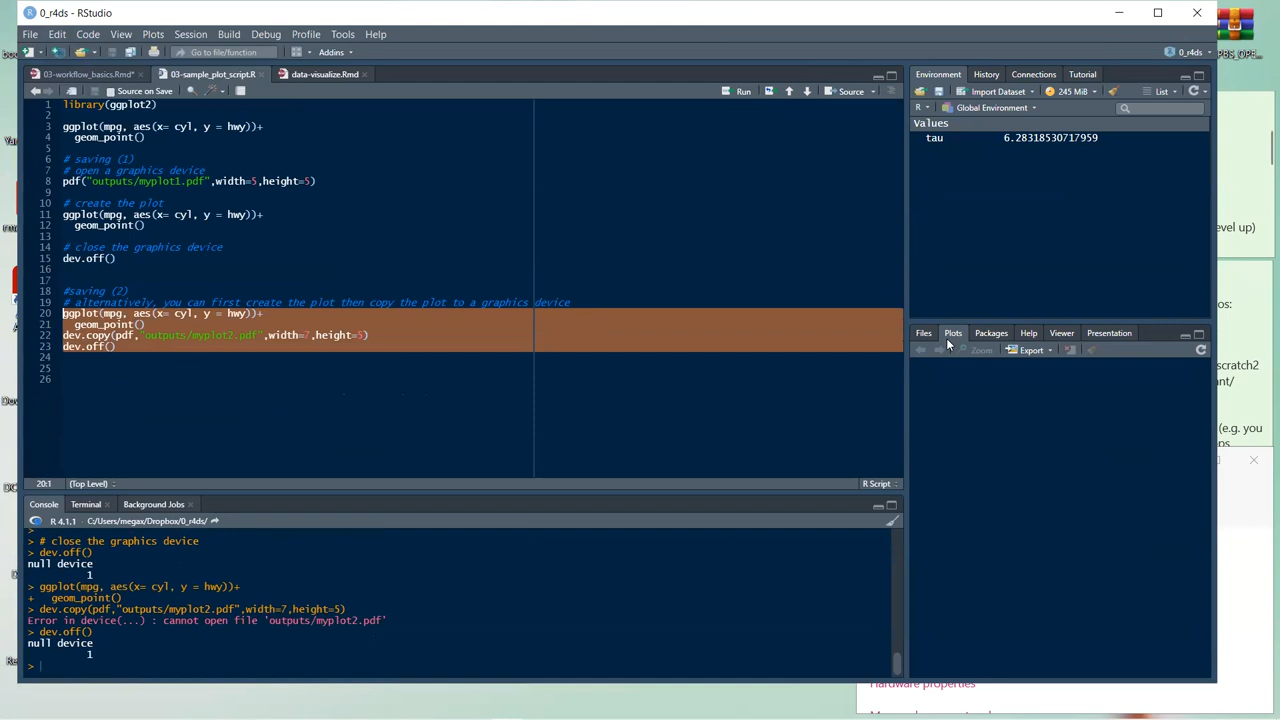 0_r4ds - RStudio
File Edit Code View Plots Session Build Debug Profile Tools Help
Go to file/function Addins 0_r4ds
03-workflow_basics.Rmd* 03-sample_plot_script.R data-visualize.Rmd
Source on Save Run Source
1 library(ggplot2)
2
3 ggplot(mpg, aes(x= cyl, y = hwy))+
4 geom_point()
5
6 # saving (1)
7 # open a graphics device
8 pdf("outputs/myplot1.pdf",width=5,height=5)
9
10 # create the plot
11 ggplot(mpg, aes(x= cyl, y = hwy))+
12 geom_point()
13
14 # close the graphics device
15 dev.off()
16
17
18 #saving (2)
19 # alternatively, you can first create the plot then copy the plot to a graphics device
20 ggplot(mpg, aes(x= cyl, y = hwy))+
21 geom_point()
22 dev.copy(pdf,"outputs/myplot2.pdf",width=7,height=5)
23 dev.off()
24
25
26
20:1 (Top Level) R Script
Console Terminal Background Jobs
R 4.1.1 · C:/Users/megax/Dropbox/0_r4ds/
>
> # close the graphics device
> dev.off()
null device
1
> ggplot(mpg, aes(x= cyl, y = hwy))+
+ geom_point()
> dev.copy(pdf,"outputs/myplot2.pdf",width=7,height=5)
Error in device(...) : cannot open file 'outputs/myplot2.pdf'
> dev.off()
null device
1
>
Environment History Connections Tutorial
Import Dataset 245 MiB List
R Global Environment
Values
tau 6.28318530717959
Files Plots Packages Help Viewer Presentation
Zoom Export
PBS_OPE...
evel up)
os:
scratch2
nt/
(e.g. you
Hardware properties